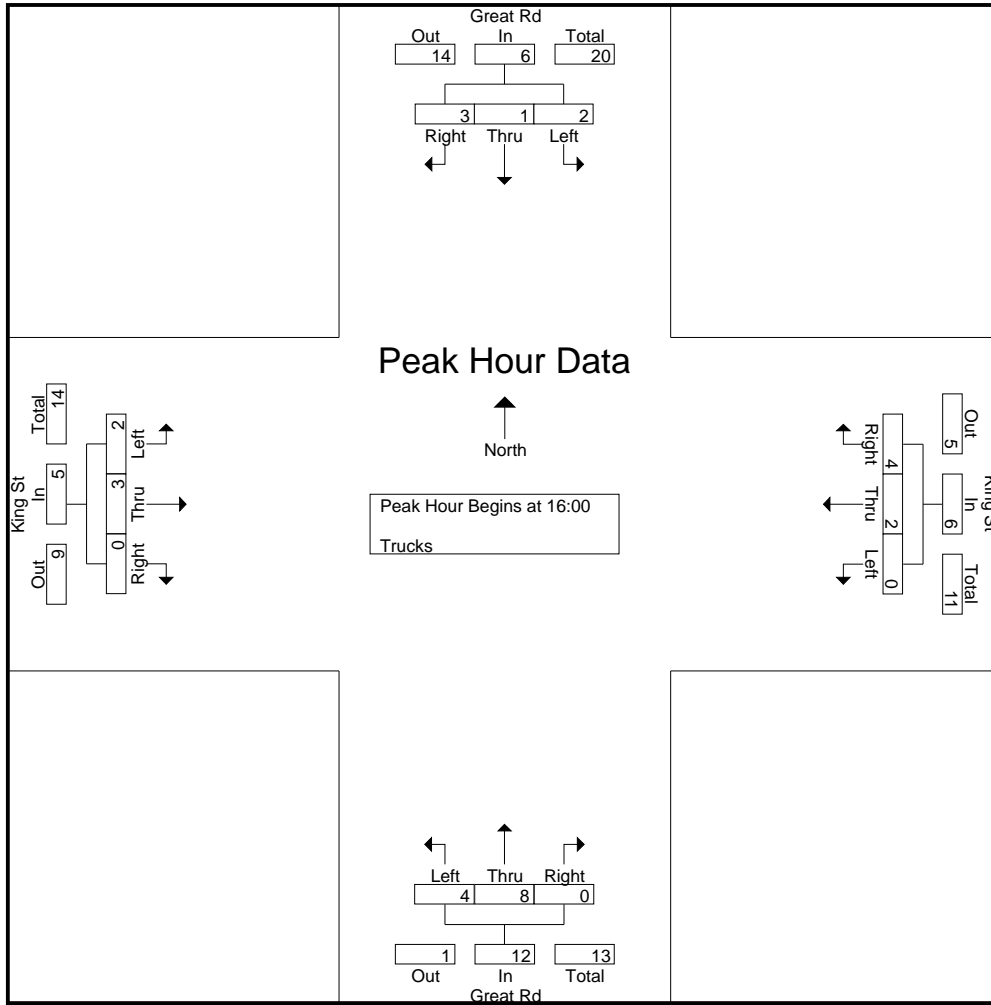 Great Rd
Out In Total
14 6 20
3 1 2
Right Thru Left
Peak Hour Data
North
Peak Hour Begins at 16:00
Trucks
King St
Total In Out
14 5 9
2 3 0
Left Thru Right
King St
Out In Total
5 6 11
4 2 0
Right Thru Left
Left Thru Right
4 8 0
1 12 13
Out In Total
Great Rd